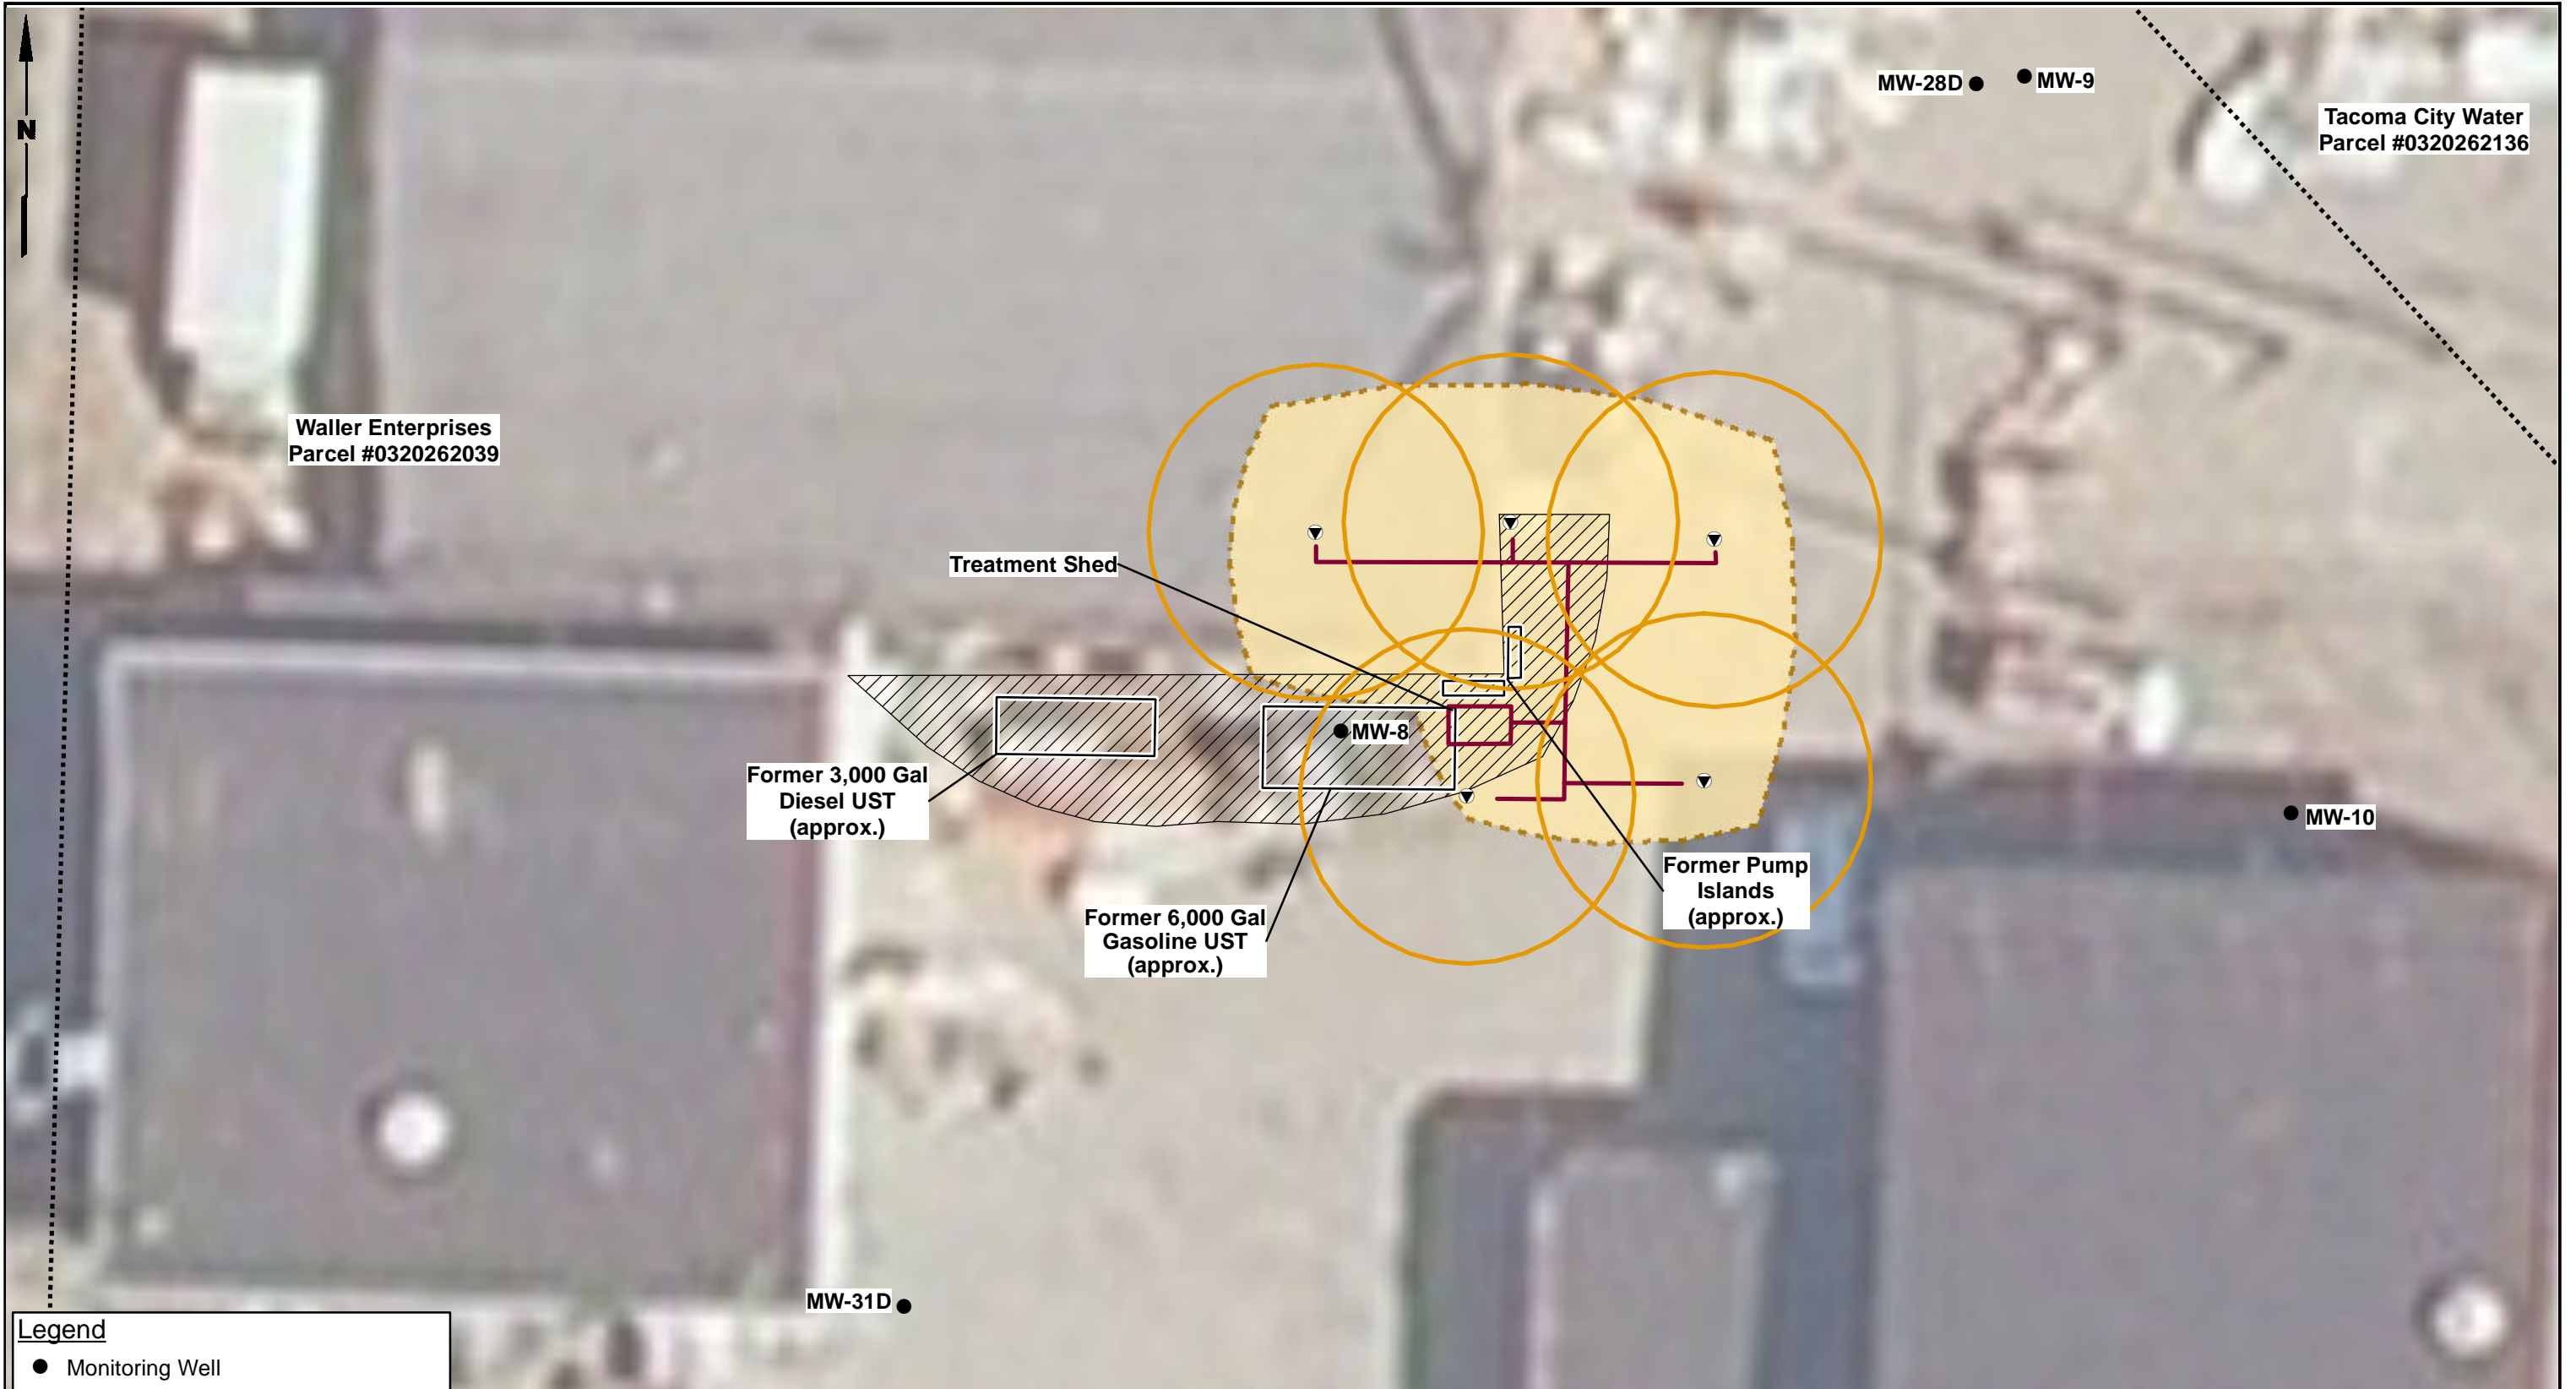 MW-28D
MW-9
Tacoma City Water
Parcel #0320262136
N
Waller Enterprises
Parcel #0320262039
Treatment Shed
MW-8
Former 3,000 Gal
Diesel UST
(approx.)
MW-10
Former Pump
Islands
(approx.)
Former 6,000 Gal
Gasoline UST
(approx.)
MW-31D
Legend
Monitoring Well